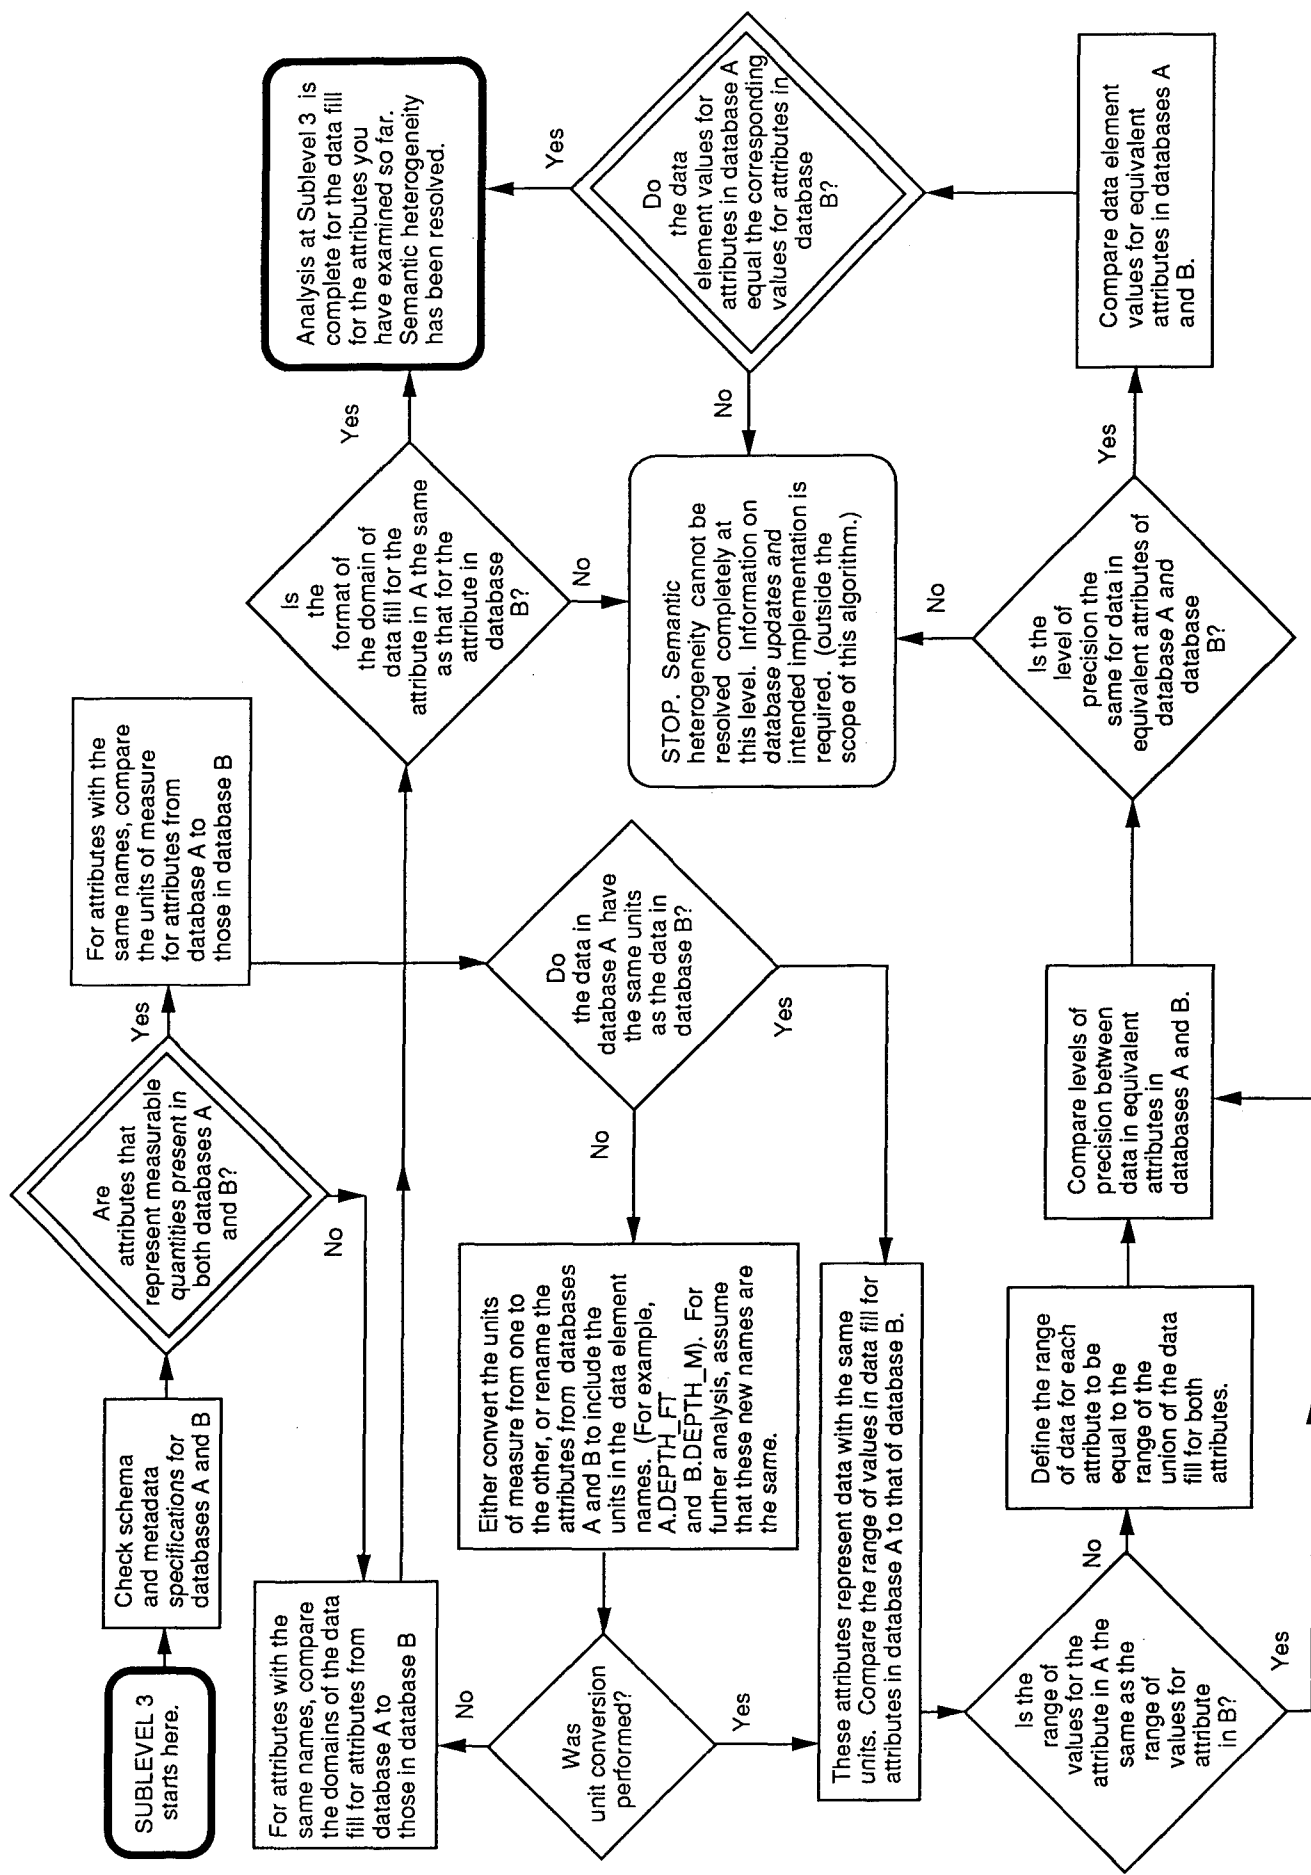 SUBLEVEL 3
starts here.
Check schema
and metadata
specifications for
databases A and B
Are
attributes that
represent measurable
quantities present in
both databases A
and B?
Yes
No
For attributes with the
same names, compare
the units of measure
for attributes from
database A to
those in database B
For attributes with the
same names, compare
the domains of the data
fill for attributes from
database A to
those in database B
Is
the
format of
the domain of
data fill for the
attribute in A the same
as that for the
attribute in
database
B?
Yes
No
Analysis at Sublevel 3 is
complete for the data fill
for the attributes you
have examined so far.
Semantic heterogeneity
has been resolved.
Do
the data in
database A have
the same units
as the data in
database B?
No
Yes
Either convert the units
of measure from one to
the other, or rename the
attributes from databases
A and B to include the
units in the data element
names. (For example,
A.DEPTH_FT
and B.DEPTH_M). For
further analysis, assume
that these new names are
the same.
Was
unit conversion
performed?
No
Yes
STOP. Semantic
heterogeneity cannot be
resolved completely at
this level. Information on
database updates and
intended implementation is
required. (outside the
scope of this algorithm.)
Do
the data
element values for
attributes in database A
equal the corresponding
values for attributes in
database
B?
Yes
No
These attributes represent data with the same
units. Compare the range of values in data fill for
attributes in database A to that of database B.
Is the
range of
values for the
attribute in A the
same as the
range of
values for
attribute
in B?
No
Yes
Define the range
of data for each
attribute to be
equal to the
range of the
union of the data
fill for both
attributes.
Compare levels of
precision between
data in equivalent
attributes in
databases A and B.
Is the
level of
precision the
same for data in
equivalent attributes of
database A and
database
B?
No
Yes
Compare data element
values for equivalent
attributes in databases A
and B.